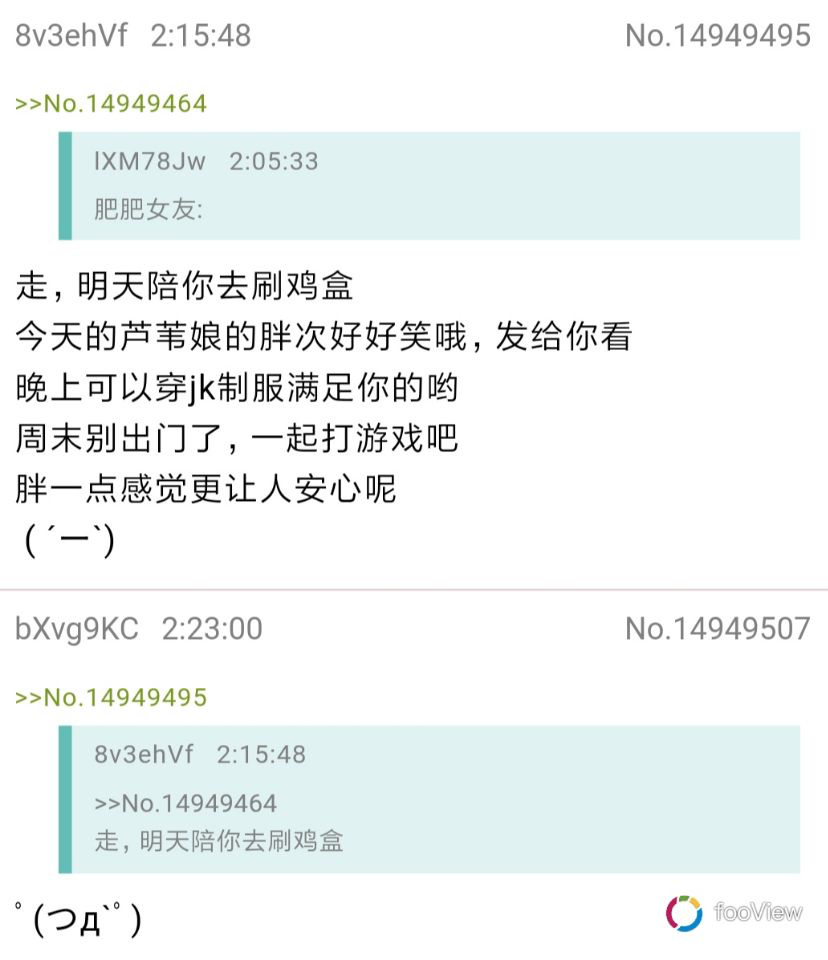 8v3ehVf 2:15:48 No.14949495
>>No.14949464
lXM78Jw 2:05:33
肥肥女友:
走，明天陪你去刷鸡盒
今天的芦苇娘的胖次好好笑哦，发给你看
晚上可以穿jk制服满足你的哟
周末别出门了，一起打游戏吧
胖一点感觉更让人安心呢
( ´ー`)
bXvg9KC 2:23:00 No.14949507
>>No.14949495
8v3ehVf 2:15:48
>>No.14949464
走，明天陪你去刷鸡盒
ﾟ(つд`ﾟ)
fooView